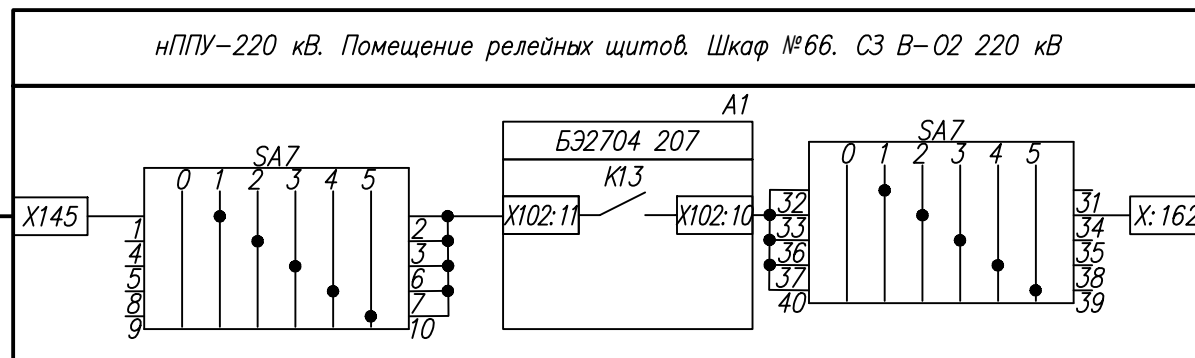 нППУ-220 кВ. Помещение релейных щитов. Шкаф №66. СЗ В-О2 220 кВ
А1
БЭ2704 207
SA7
SA7
0 1 2 3 4 5
K13
0 1 2 3 4 5
X145
X102:11
X102:10
X:162
1 2
4 3
5 6
8 7
9 10
32 31
33 34
36 35
37 38
40 39